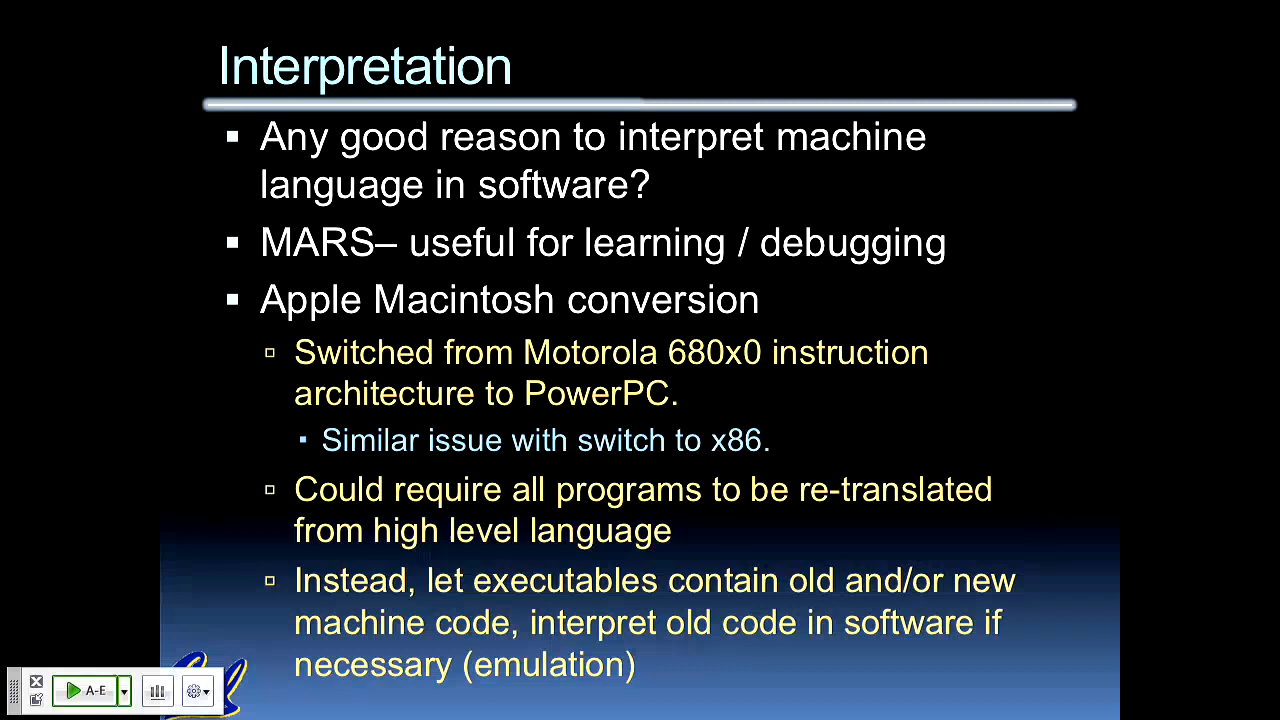 Interpretation
▪ Any good reason to interpret machine
language in software?
▪ MARS– useful for learning / debugging
▪ Apple Macintosh conversion
▫ Switched from Motorola 680x0 instruction
architecture to PowerPC.
▪ Similar issue with switch to x86.
▫ Could require all programs to be re-translated
from high level language
▫ Instead, let executables contain old and/or new
machine code, interpret old code in software if
necessary (emulation)
A-E